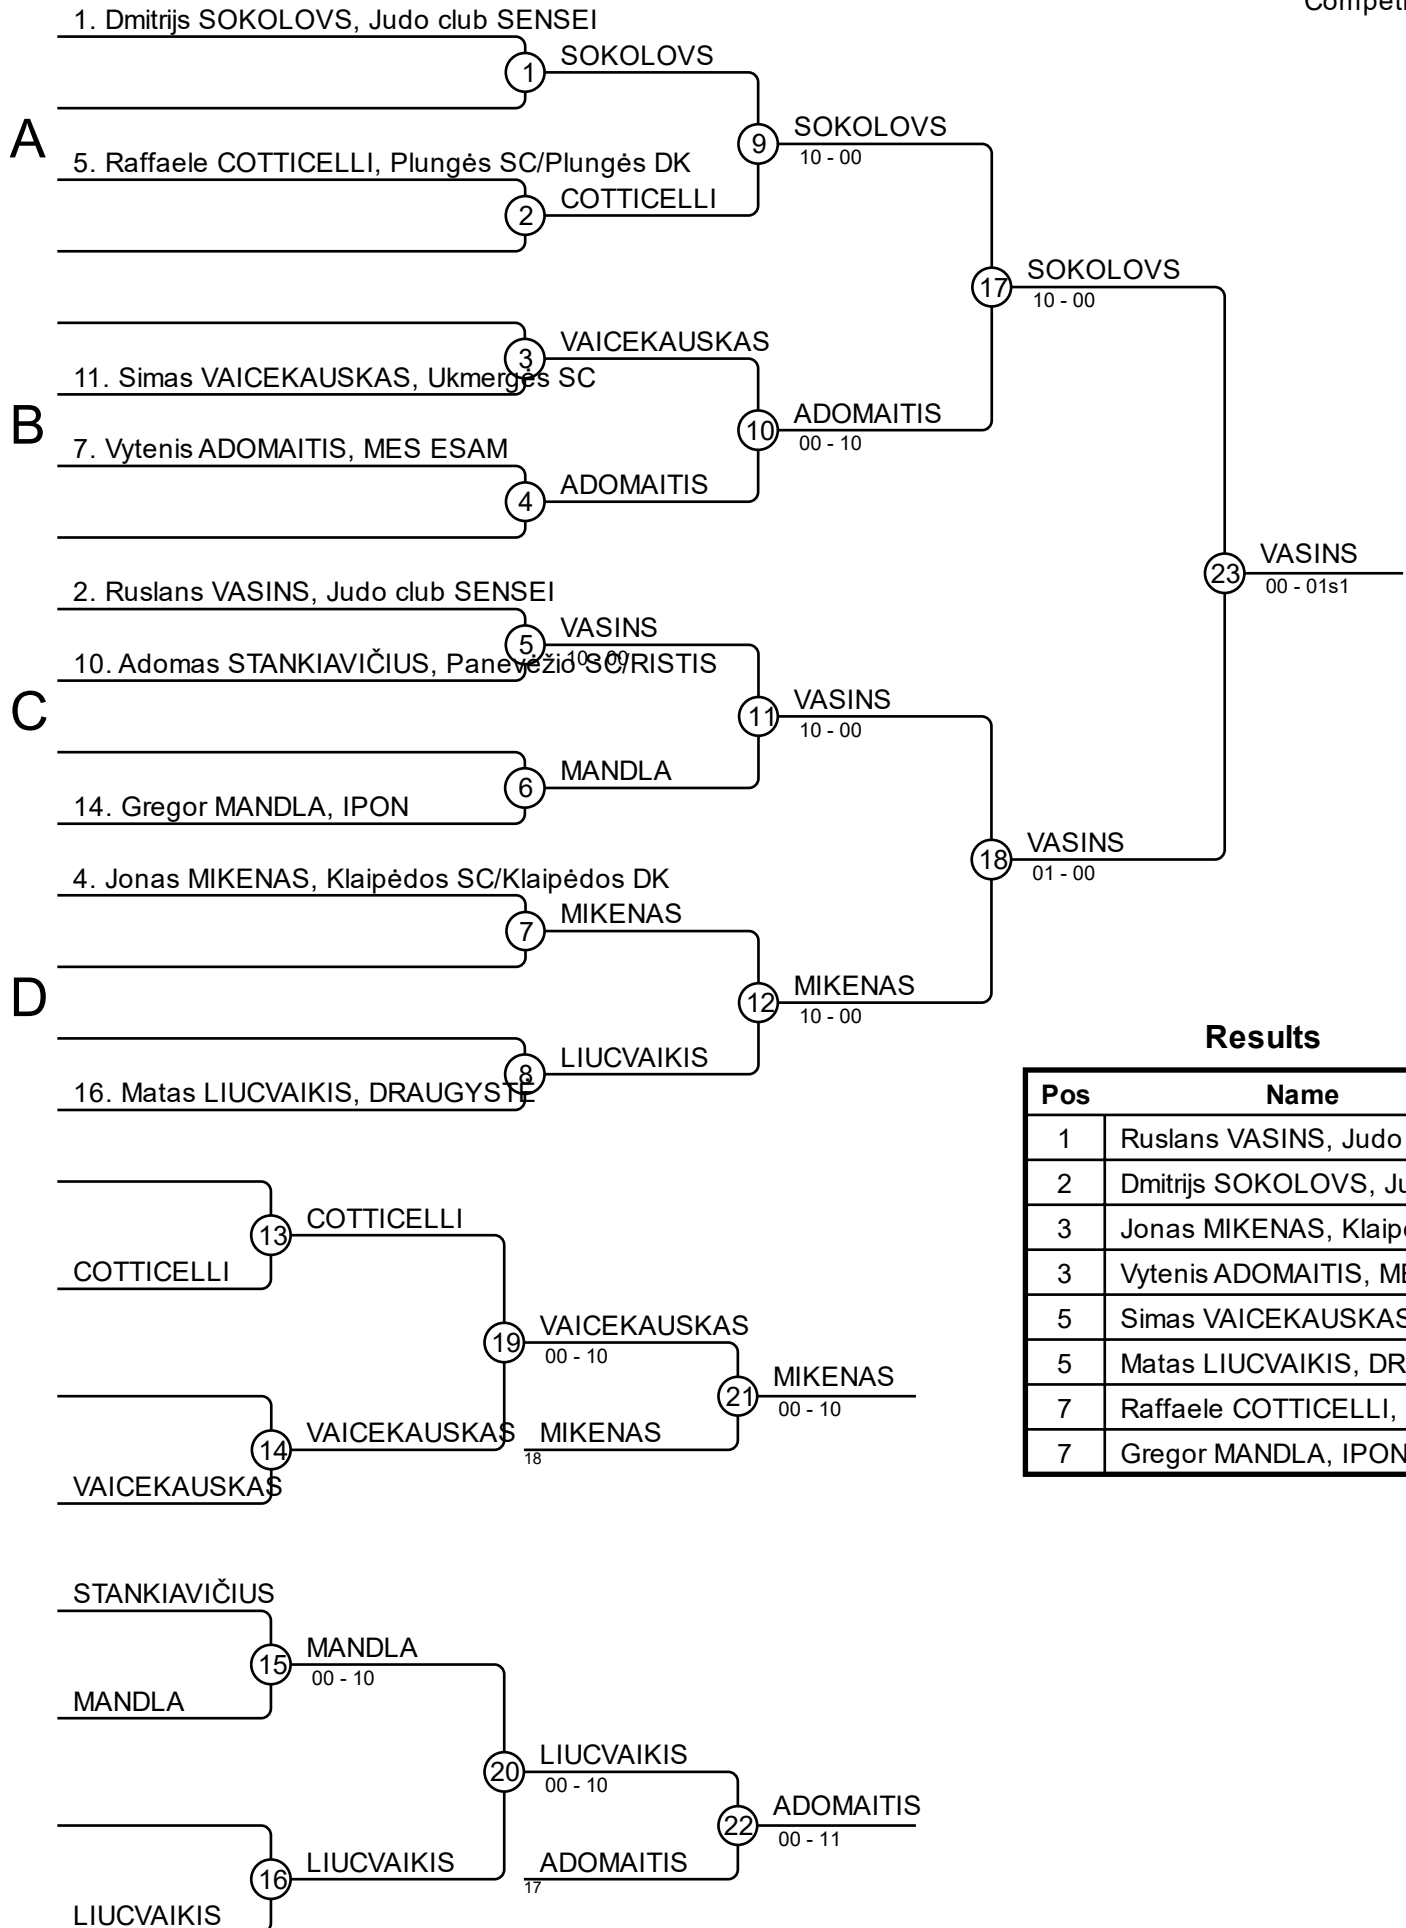 Competi
1. Dmitrijs SOKOLOVS, Judo club SENSEI
1
SOKOLOVS
A
9
SOKOLOVS
10 - 00
5. Raffaele COTTICELLI, Plungės SC/Plungės DK
2
COTTICELLI
17
SOKOLOVS
10 - 00
3
VAICEKAUSKAS
11. Simas VAICEKAUSKAS, Ukmergės SC
B
10
ADOMAITIS
00 - 10
7. Vytenis ADOMAITIS, MES ESAM
4
ADOMAITIS
23
VASINS
00 - 01s1
2. Ruslans VASINS, Judo club SENSEI
5
VASINS
10 - 00
10. Adomas STANKIAVIČIUS, Panevėžio SC/RISTIS
C
11
VASINS
10 - 00
6
MANDLA
14. Gregor MANDLA, IPON
18
VASINS
01 - 00
4. Jonas MIKENAS, Klaipėdos SC/Klaipėdos DK
7
MIKENAS
D
12
MIKENAS
10 - 00
8
LIUCVAIKIS
16. Matas LIUCVAIKIS, DRAUGYSTĖ
Results
Pos Name
1 Ruslans VASINS, Judo
2 Dmitrijs SOKOLOVS, Ju
3 Jonas MIKENAS, Klaipė
3 Vytenis ADOMAITIS, ME
5 Simas VAICEKAUSKAS
5 Matas LIUCVAIKIS, DR
7 Raffaele COTTICELLI,
7 Gregor MANDLA, IPON
13
COTTICELLI
COTTICELLI
19
VAICEKAUSKAS
00 - 10
21
MIKENAS
00 - 10
14
VAICEKAUSKAS
MIKENAS
18
VAICEKAUSKAS
STANKIAVIČIUS
15
MANDLA
00 - 10
MANDLA
20
LIUCVAIKIS
00 - 10
22
ADOMAITIS
00 - 11
16
LIUCVAIKIS
ADOMAITIS
17
LIUCVAIKIS